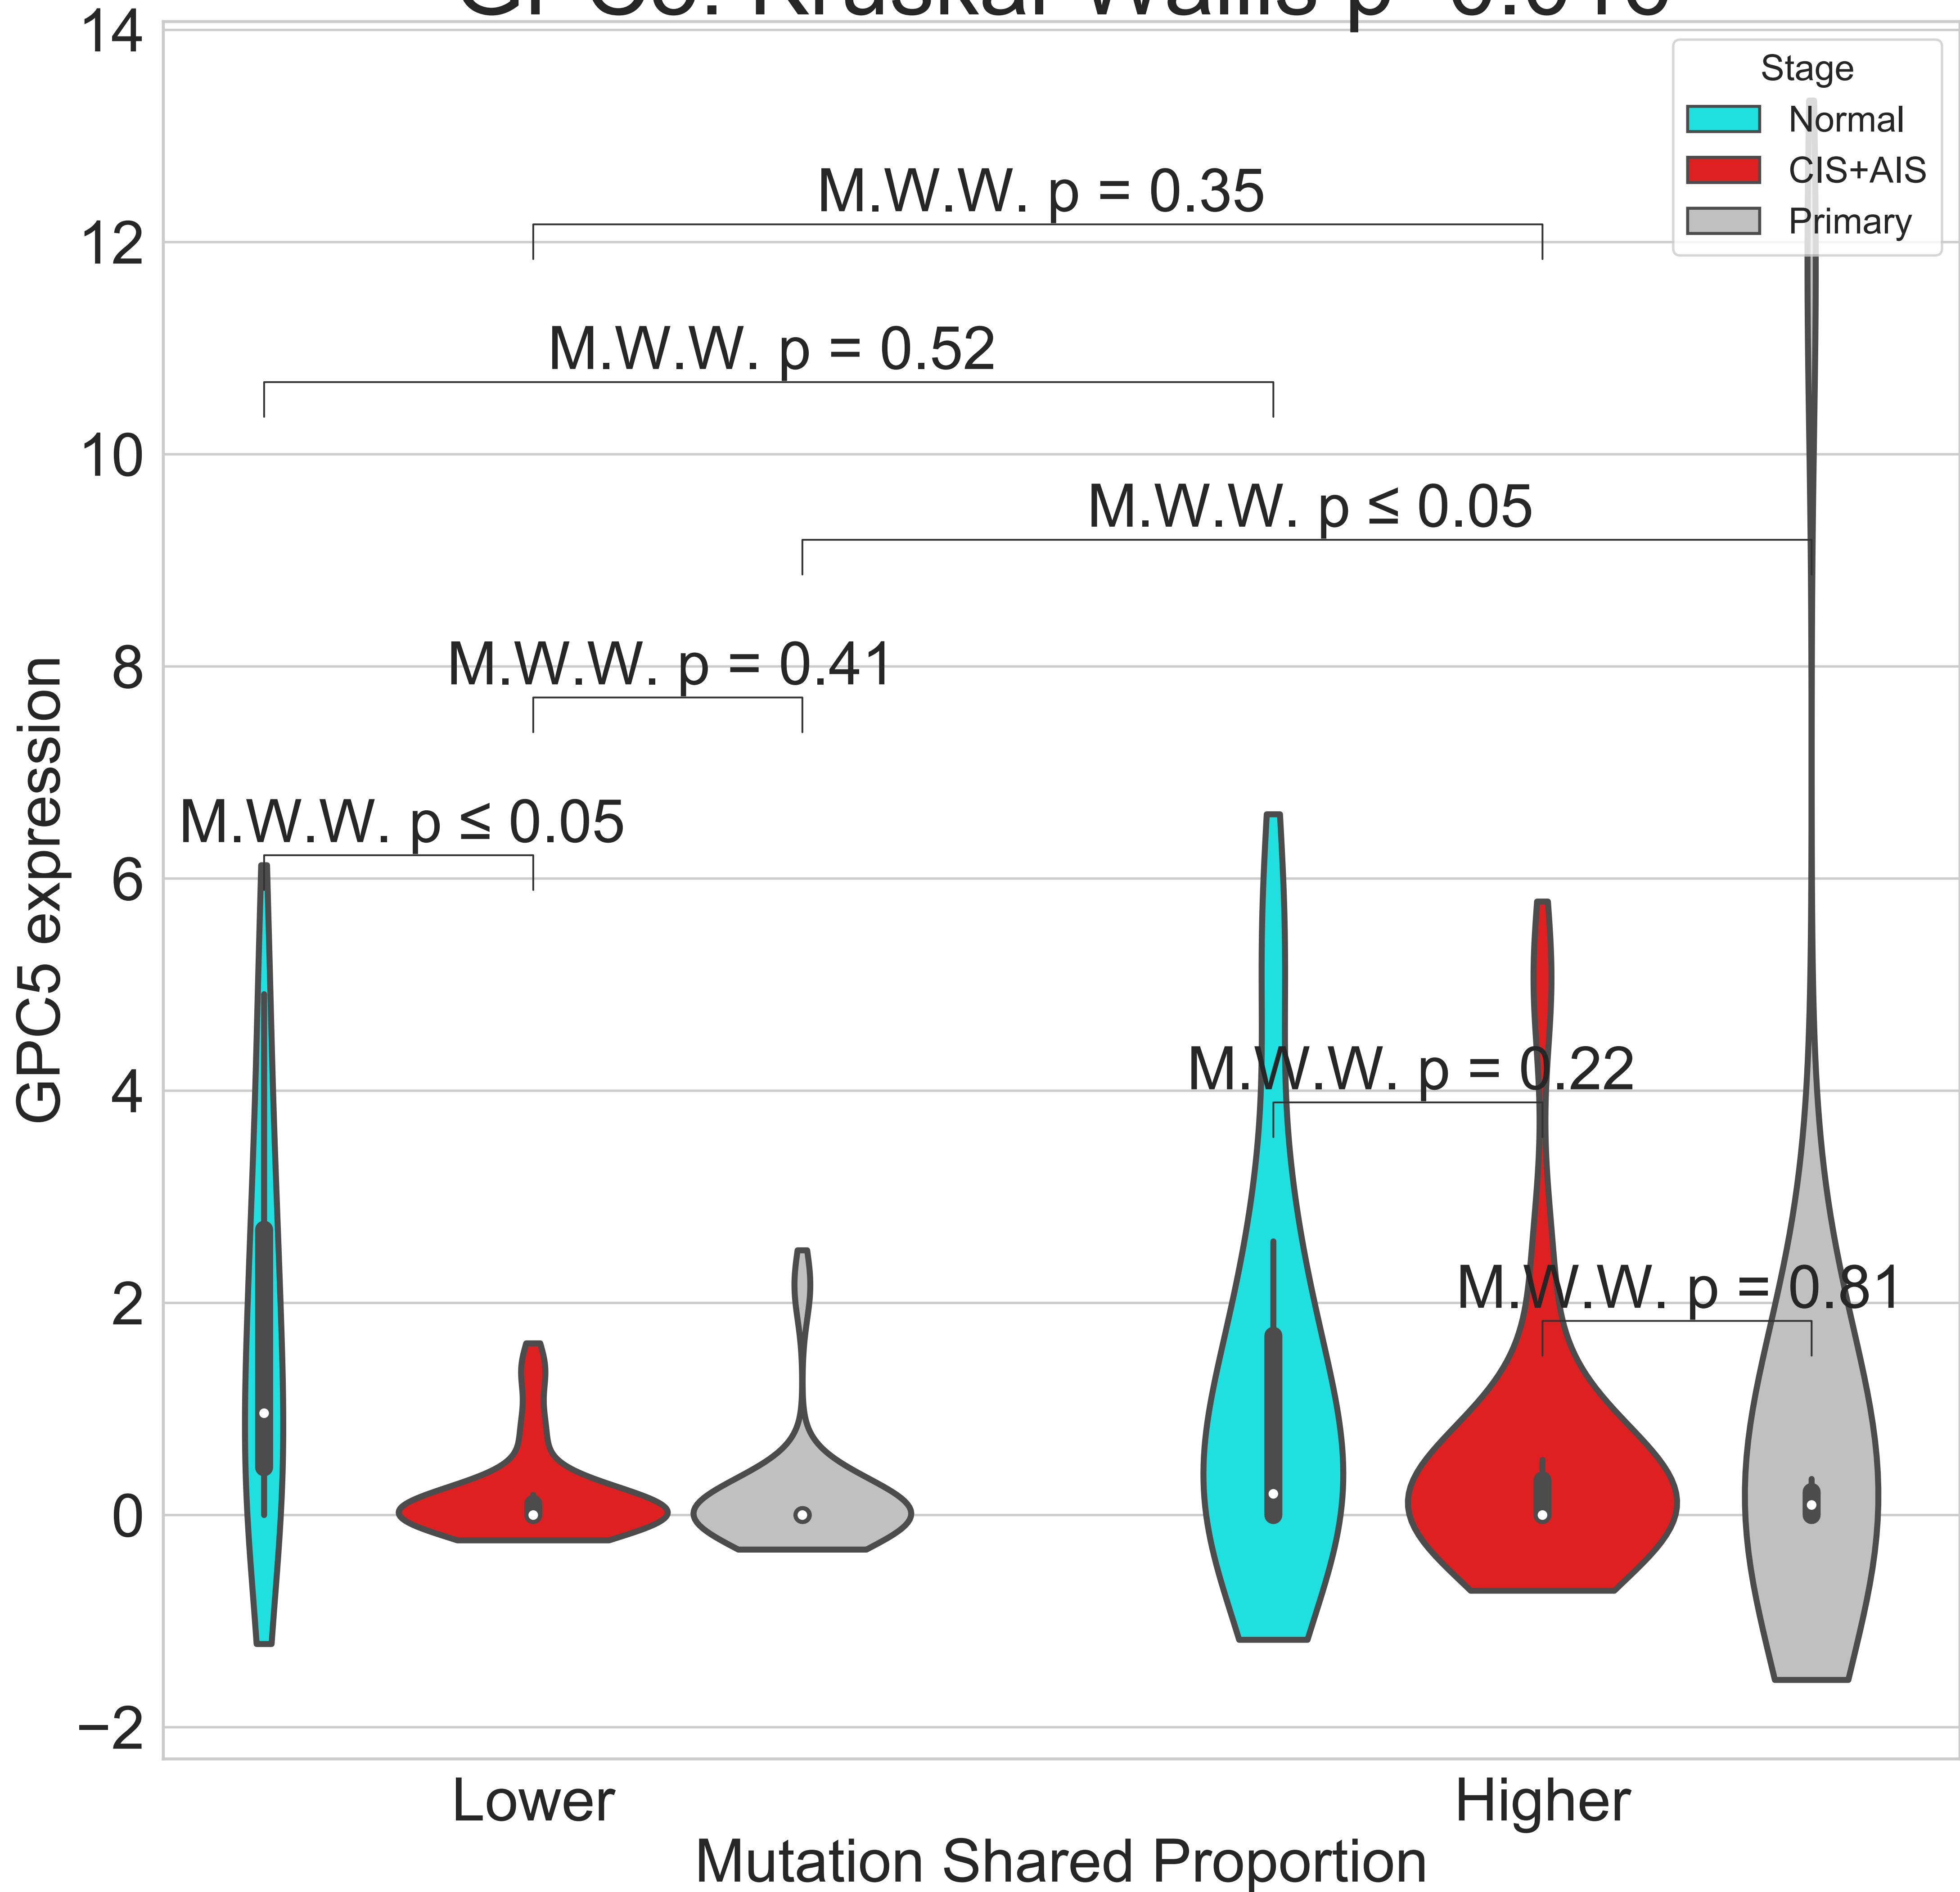 14
12
10
8
6
4
2
0
−2
GPC5 expression
Stage
Normal
CIS+AIS
Primary
M.W.W. p = 0.35
M.W.W. p = 0.52
M.W.W. p ≤ 0.05
M.W.W. p = 0.41
M.W.W. p ≤ 0.05
M.W.W. p = 0.22
M.W.W. p = 0.81
Lower
Higher
Mutation Shared Proportion